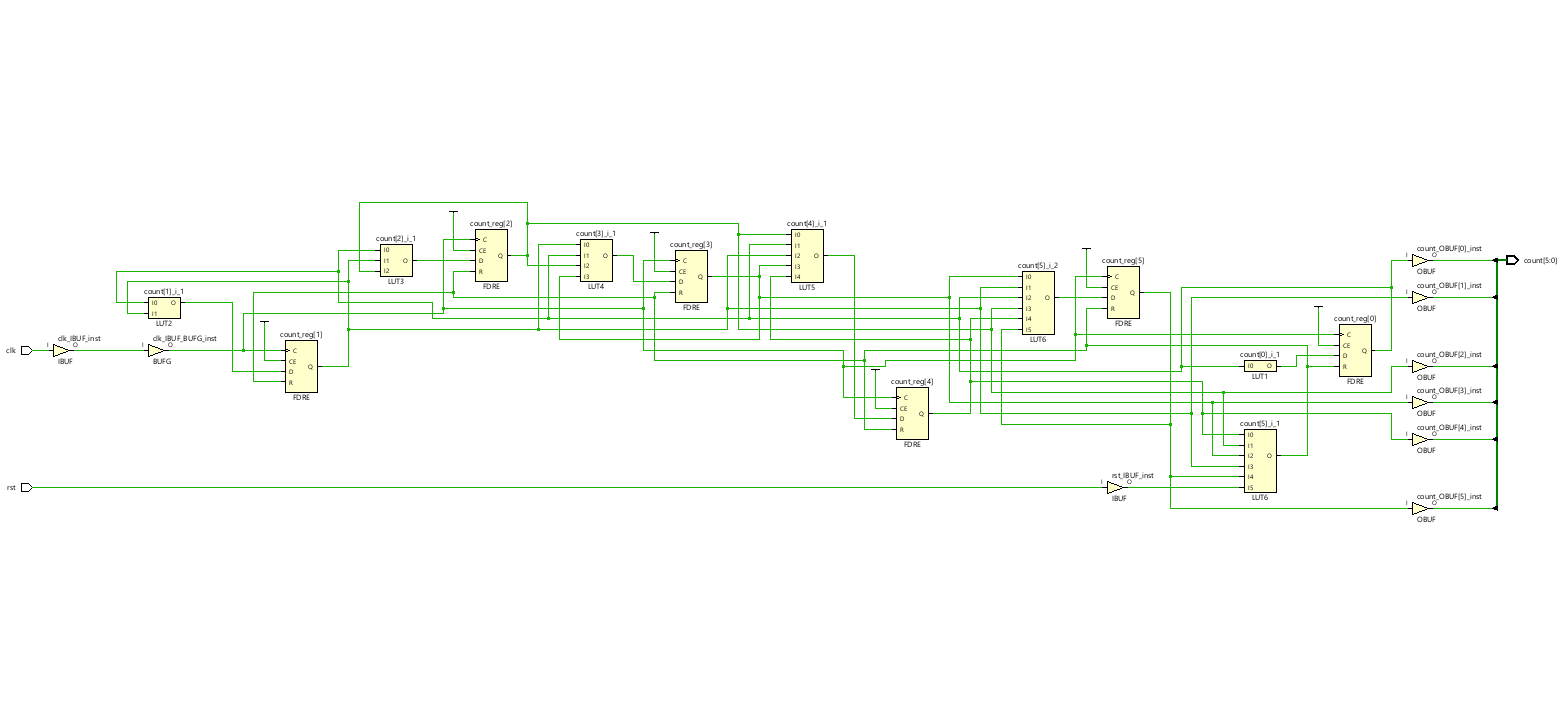 clk
clk_IBUF_inst
I
O
IBUF
clk_IBUF_BUFG_inst
I
O
BUFG
count[1]_i_1
I0
I1
O
LUT2
count_reg[1]
C
CE
D
R
Q
FDRE
count[2]_i_1
I0
I1
I2
O
LUT3
count_reg[2]
C
CE
D
R
Q
FDRE
count[3]_i_1
I0
I1
I2
I3
O
LUT4
count_reg[3]
C
CE
D
R
Q
FDRE
count[4]_i_1
I0
I1
I2
I3
I4
O
LUT5
count_reg[4]
C
CE
D
R
Q
FDRE
count[5]_i_2
I0
I1
I2
I3
I4
I5
O
LUT6
count_reg[5]
C
CE
D
R
Q
FDRE
rst
rst_IBUF_inst
I
O
IBUF
count[0]_i_1
I0
O
LUT1
count[5]_i_1
I0
I1
I2
I3
I4
I5
O
LUT6
count_reg[0]
C
CE
D
R
Q
FDRE
count_OBUF[0]_inst
I
O
OBUF
count_OBUF[1]_inst
I
O
OBUF
count_OBUF[2]_inst
I
O
OBUF
count_OBUF[3]_inst
I
O
OBUF
count_OBUF[4]_inst
I
O
OBUF
count_OBUF[5]_inst
I
O
OBUF
count[5:0]